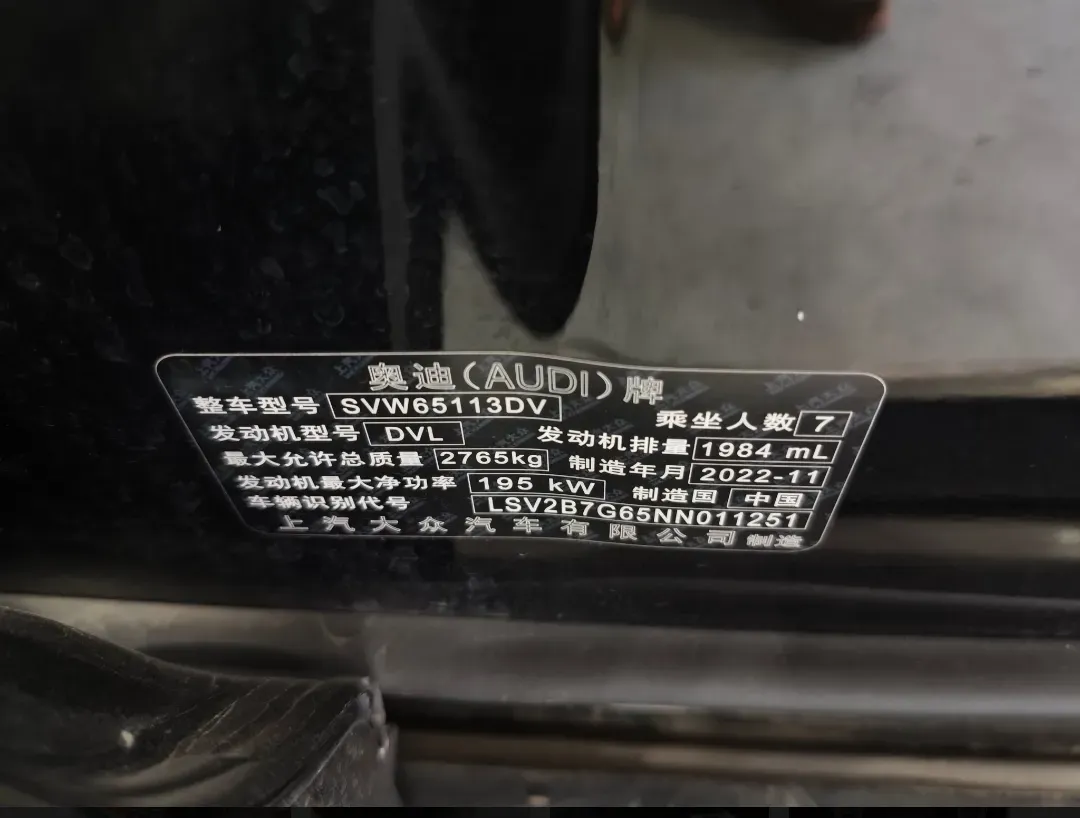 奥迪(AUDI)牌
整车型号 SVW65113DV 乘坐人数 7
发动机型号 DVL 发动机排量 1984 mL
最大允许总质量 2765kg 制造年月 2022-11
发动机最大净功率 195 kW 制造国 中国
车辆识别代号 LSV2B7G65NN011251
上汽大众汽车有限公司 制造